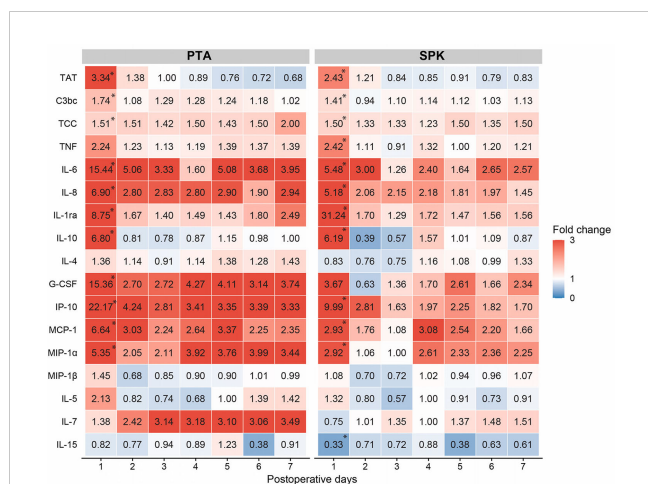 PTA SPK
TAT 3.34* 1.38 1.00 0.89 0.76 0.72 0.68 2.43* 1.21 0.84 0.85 0.91 0.79 0.83
C3bc 1.74* 1.08 1.29 1.28 1.24 1.18 1.02 1.41* 0.94 1.10 1.14 1.12 1.03 1.13
TCC 1.51* 1.51 1.42 1.50 1.43 1.50 2.00 1.50* 1.33 1.33 1.23 1.50 1.35 1.50
TNF 2.24 1.23 1.13 1.19 1.39 1.37 1.39 2.42* 1.11 0.91 1.32 1.00 1.20 1.21
IL-6 15.44* 5.06 3.33 1.60 5.08 3.68 3.95 5.48* 3.00 1.26 2.40 1.64 2.65 2.57
IL-8 6.90* 2.80 2.83 2.80 2.90 1.90 2.94 5.18* 2.06 2.15 2.18 1.81 1.97 1.45
IL-1ra 8.75* 1.67 1.40 1.49 1.43 1.80 2.49 31.24* 1.70 1.29 1.72 1.47 1.56 1.56
IL-10 6.80* 0.81 0.78 0.87 1.15 0.98 1.00 6.19* 0.39 0.57 1.57 1.01 1.09 0.87
IL-4 1.36 1.14 0.91 1.14 1.38 1.28 1.43 0.83 0.76 0.75 1.16 1.08 0.99 1.33
G-CSF 15.36* 2.70 2.72 4.27 4.11 3.14 3.74 3.67 0.63 1.36 1.70 2.61 1.66 2.34
IP-10 22.17* 4.24 2.81 3.41 3.35 3.39 3.33 9.99* 2.81 1.63 1.97 2.25 1.82 1.70
MCP-1 6.64* 3.03 2.24 2.64 3.37 2.25 2.35 2.93* 1.76 1.08 3.08 2.54 2.20 1.66
MIP-1α 5.35* 2.05 2.11 3.92 3.76 3.99 3.44 2.92* 1.06 1.00 2.61 2.33 2.36 2.25
MIP-1β 1.45 0.68 0.85 0.90 0.90 1.01 0.99 1.08 0.70 0.72 1.02 0.94 0.96 1.07
IL-5 2.13 0.82 0.74 0.68 1.00 1.39 1.42 1.32 0.80 0.57 1.00 0.91 0.73 0.91
IL-7 1.38 2.42 3.14 3.18 3.10 3.06 3.49 0.75 1.01 1.35 1.00 1.37 1.48 1.51
IL-15 0.82 0.77 0.94 0.89 1.23 0.38 0.91 0.33* 0.71 0.72 0.88 0.38 0.63 0.61
1 2 3 4 5 6 7 1 2 3 4 5 6 7
Postoperative days
Fold change
3
1
0